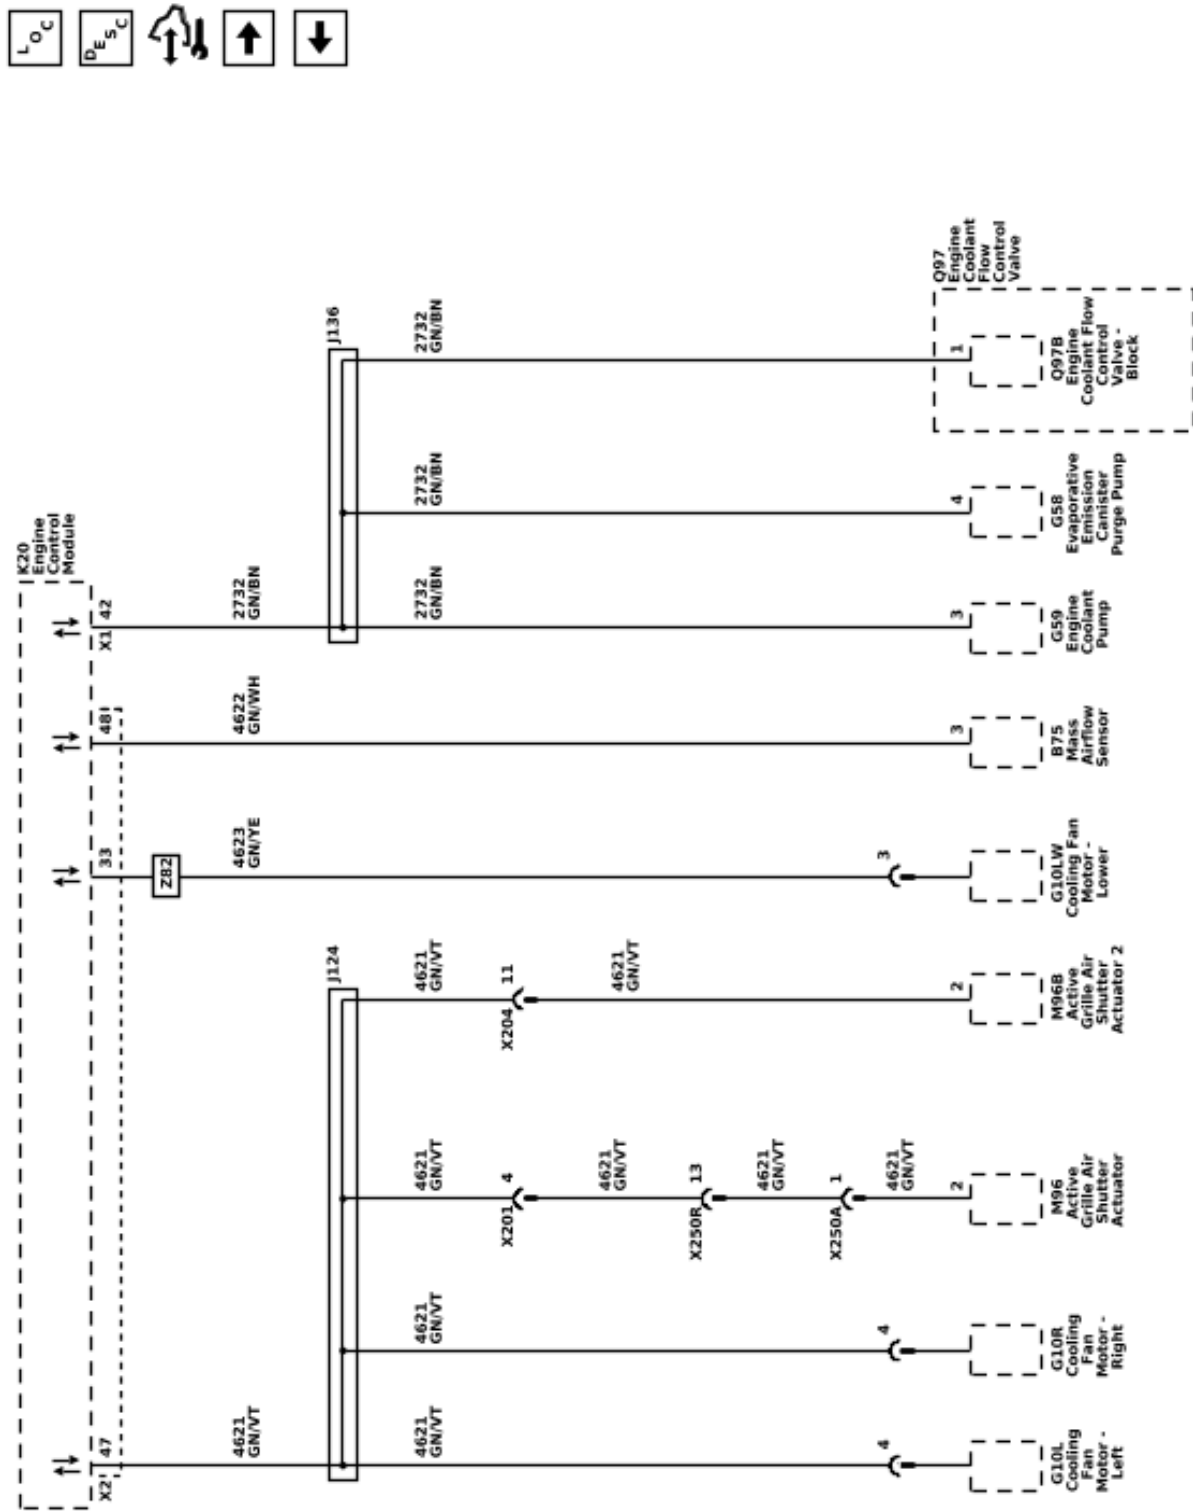 LOC
DESC
K20
Engine
Control
Module
X2
47
33
48
X1
42
Z82
4621
GN/VT
4623
GN/YE
4622
GN/WH
2732
GN/BN
J124
J136
4621
GN/VT
4621
GN/VT
4621
GN/VT
4621
GN/VT
2732
GN/BN
2732
GN/BN
2732
GN/BN
X201
4
X204
11
4621
GN/VT
4621
GN/VT
X250R
13
4621
GN/VT
X250A
1
4621
GN/VT
4
4
2
2
3
3
3
4
1
Q97
Engine
Coolant
Flow
Control
Valve
G10L
Cooling
Fan
Motor -
Left
G10R
Cooling
Fan
Motor -
Right
M96
Active
Grille Air
Shutter
Actuator
M96B
Active
Grille Air
Shutter
Actuator 2
G10LW
Cooling Fan
Motor -
Lower
B75
Mass
Airflow
Sensor
G59
Engine
Coolant
Pump
G58
Evaporative
Emission
Canister
Purge Pump
Q97B
Engine
Coolant Flow
Control
Valve -
Block